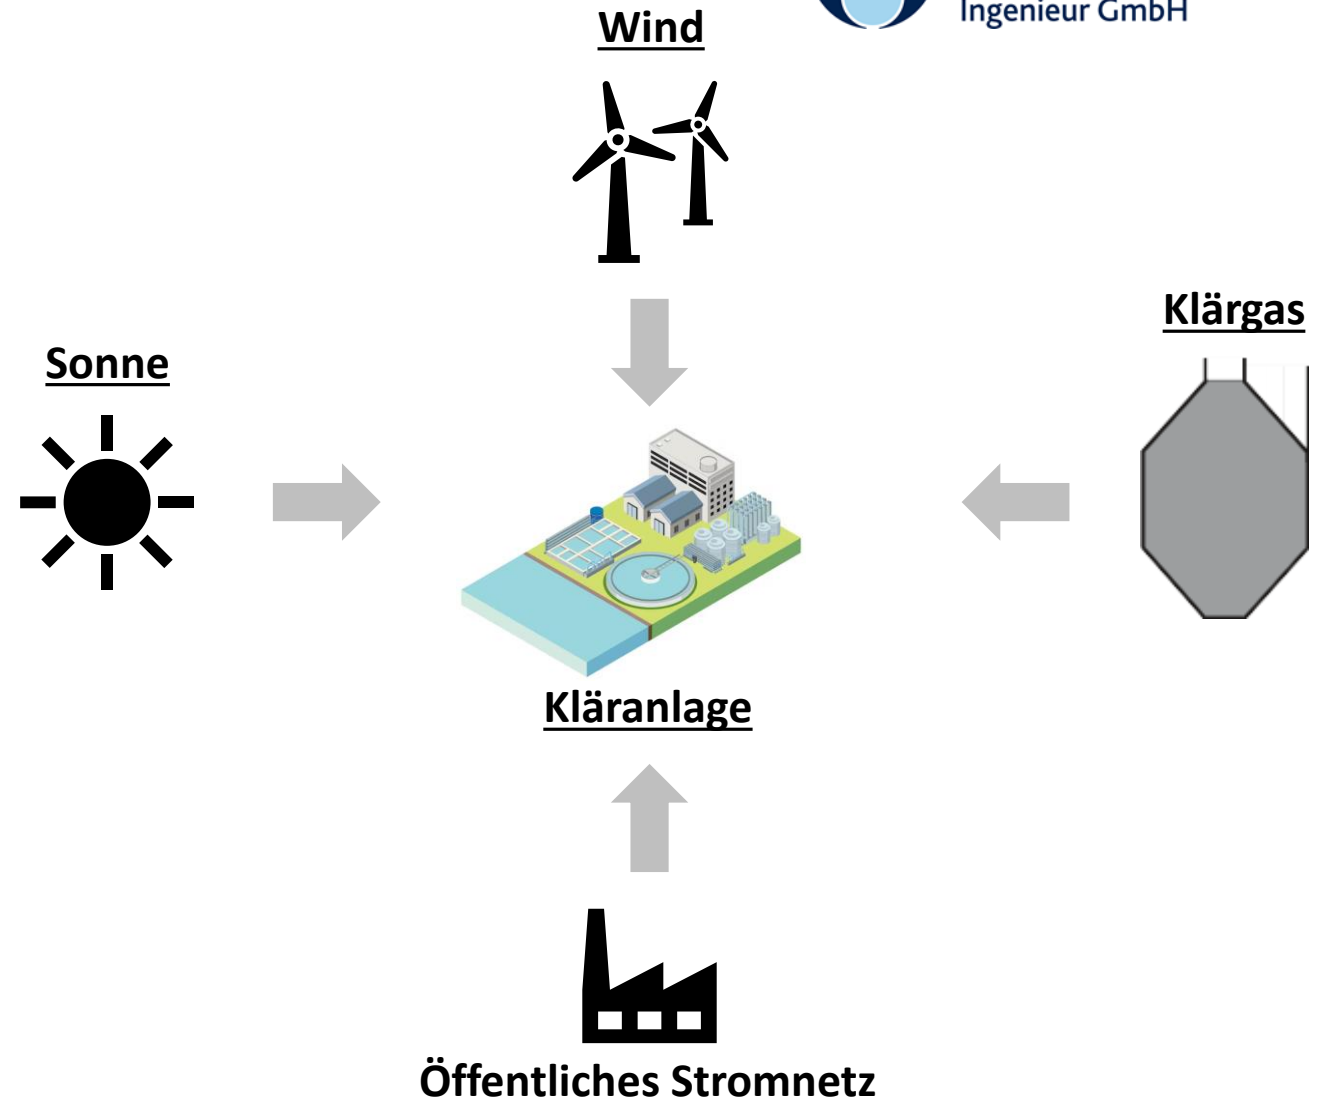 Ingenieur GmbH
Wind
Klärgas
Sonne
Kläranlage
Öffentliches Stromnetz